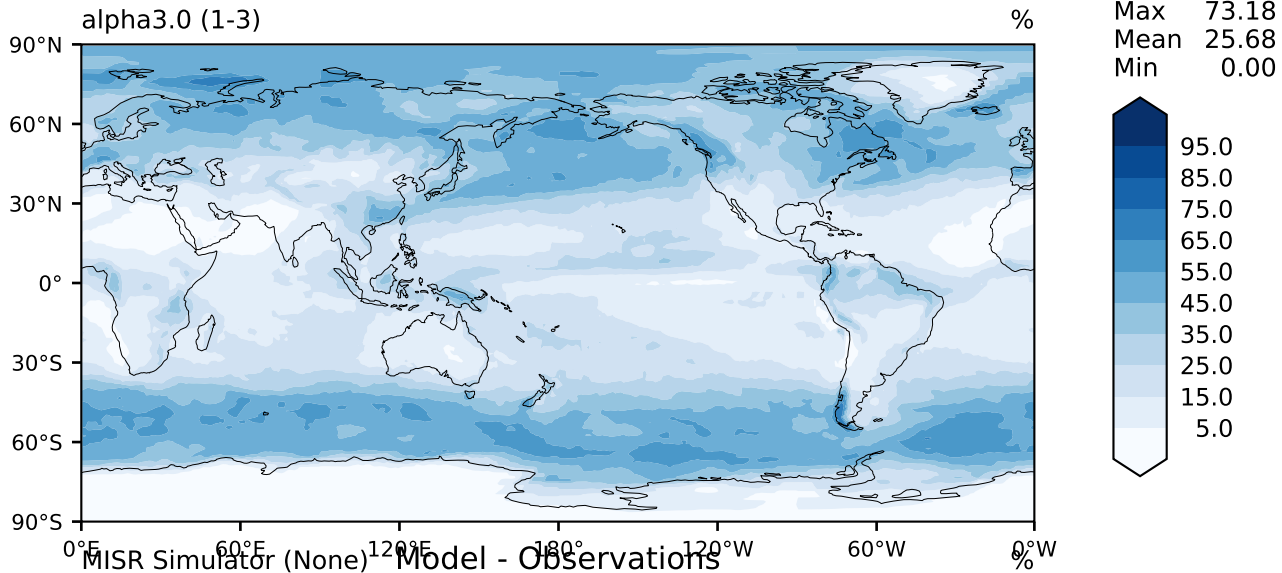 alpha3.0 (1-3) % Max 73.18
Mean 25.68
Min 0.00
90°N
60°N
30°N
0°
30°S
60°S
90°S
95.0
85.0
75.0
65.0
55.0
45.0
35.0
25.0
15.0
5.0
0°E 60°E 120°E 180° 120°W 60°W 0°W
MISR Simulator (None) Model - Observations %